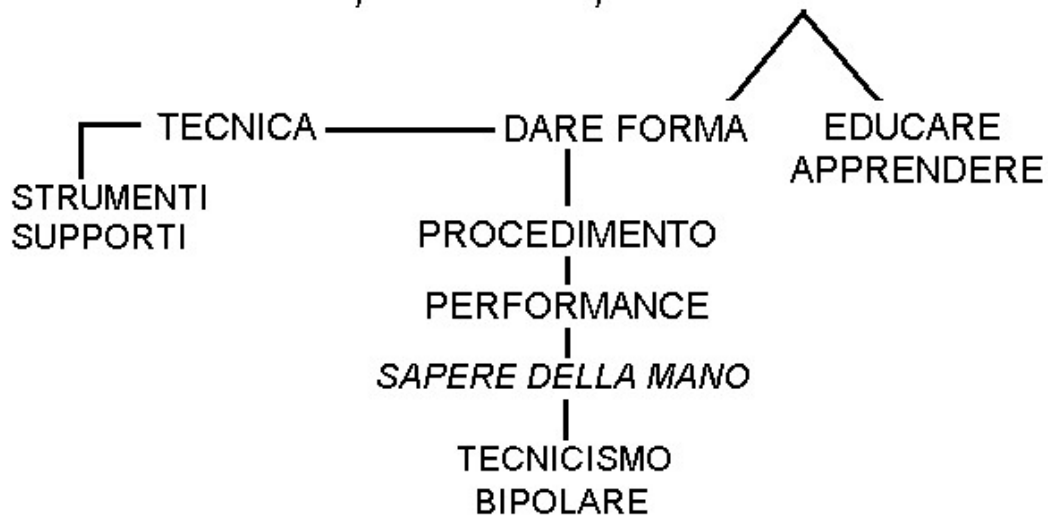 TECNICA DARE FORMA EDUCARE
APPRENDERE
STRUMENTI
SUPPORTI
PROCEDIMENTO
PERFORMANCE
SAPERE DELLA MANO
TECNICISMO
BIPOLARE